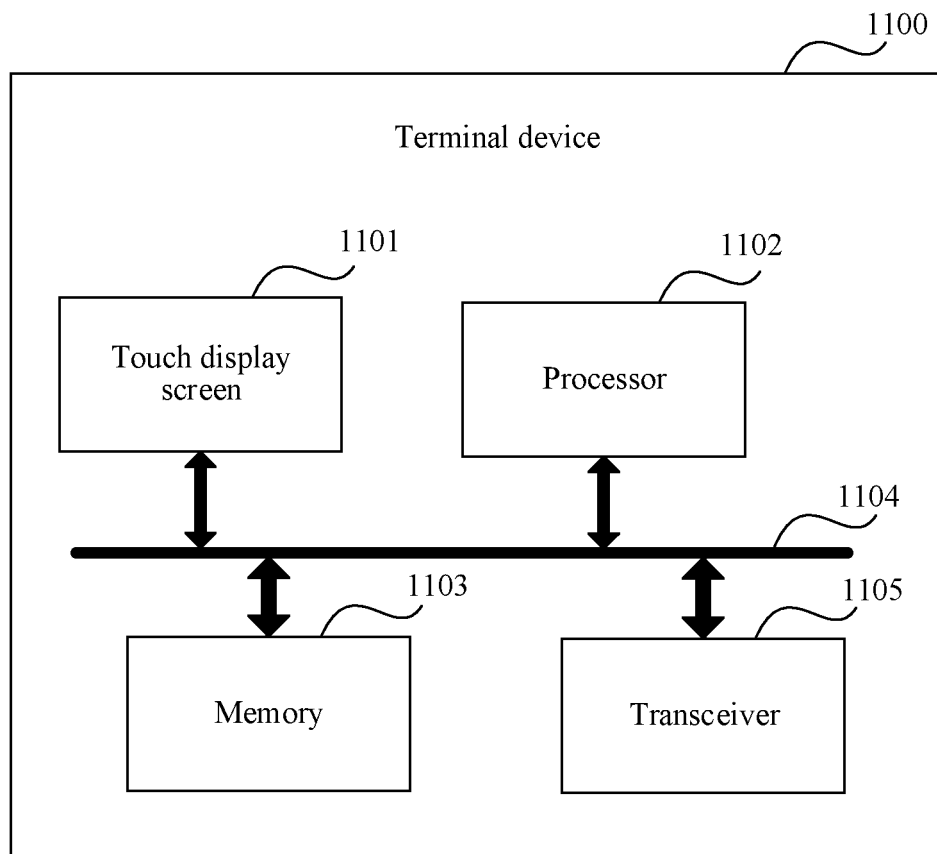 1100
Terminal device
1101
1102
Touch display
screen
Processor
1104
1103
1105
Memory
Transceiver